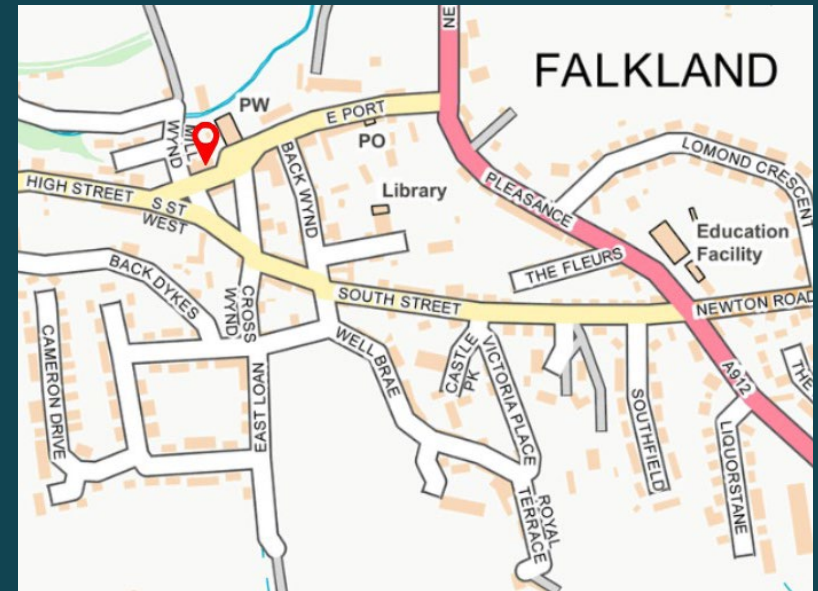 NE
FALKLAND
PW
E PORT
PO
MILL
WYND
BACK WYND
LOMOND CRESCENT
HIGH STREET
S ST
WEST
Library
PLEASANCE
Education
Facility
THE FLEURS
BACK DYKES
CROSS
WYND
SOUTH STREET
NEWTON ROAD
CAMERON DRIVE
WELL BRAE
CASTLE
PK
VICTORIA PLACE
A912
THE
EAST LOAN
SOUTHFIELD
LIQUORSTANE
ROYAL
TERRACE